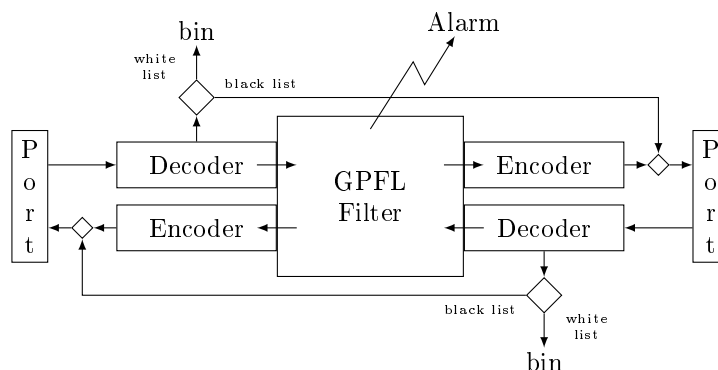 Alarm
bin
white
list
black list
P
o
r
t
Decoder
GPFL
Filter
Encoder
P
o
r
t
Encoder
Decoder
black list
white
list
bin